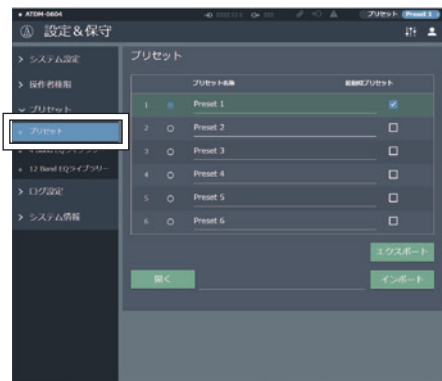 ATDM-0604
プリセット Preset 1
設定&保守
システム設定
操作者権限
プリセット
プリセット
12 Band EQライブラリー
ログ設定
システム情報
プリセット
プリセット名称 起動時プリセット
1 Preset 1
2 Preset 2
3 Preset 3
4 Preset 4
5 Preset 5
6 Preset 6
エクスポート
開く インポート